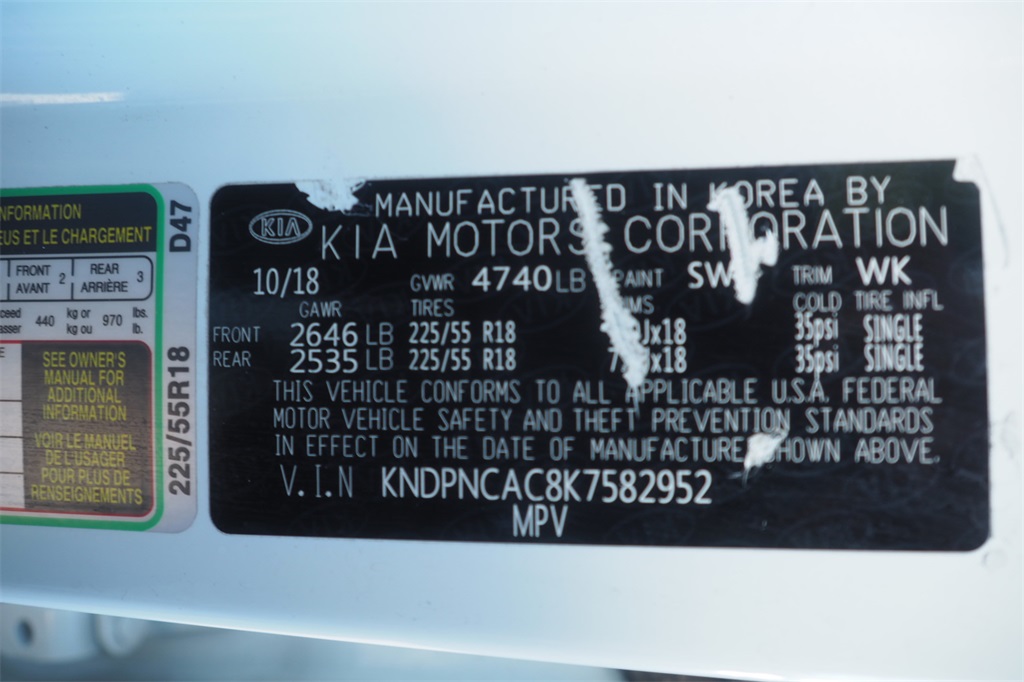 NFORMATION
EUS ET LE CHARGEMENT
FRONT 2 REAR 3
AVANT ARRIÈRE
kg or lbs.
440 kg ou 970 lb.
SEE OWNER'S
MANUAL FOR
ADDITIONAL
INFORMATION
VOIR LE MANUEL
DE L'USAGER
POUR PLUS DE
RENSEIGNEMENTS
D47
225/55R18
KIA
MANUFACTURED IN KOREA BY
KIA MOTORS CORPORATION
10/18 GVWR 4740 LB PAINT SW TRIM WK
GAWR TIRES COLD TIRE INFL
FRONT 2646 LB 225/55 R18 Jx18 35psi SINGLE
REAR 2535 LB 225/55 R18 Jx18 35psi SINGLE
THIS VEHICLE CONFORMS TO ALL APPLICABLE U.S.A. FEDERAL
MOTOR VEHICLE SAFETY AND THEFT PREVENTION STANDARDS
IN EFFECT ON THE DATE OF MANUFACTURE SHOWN ABOVE.
V.I.N KNDPNCAC8K7582952
MPV